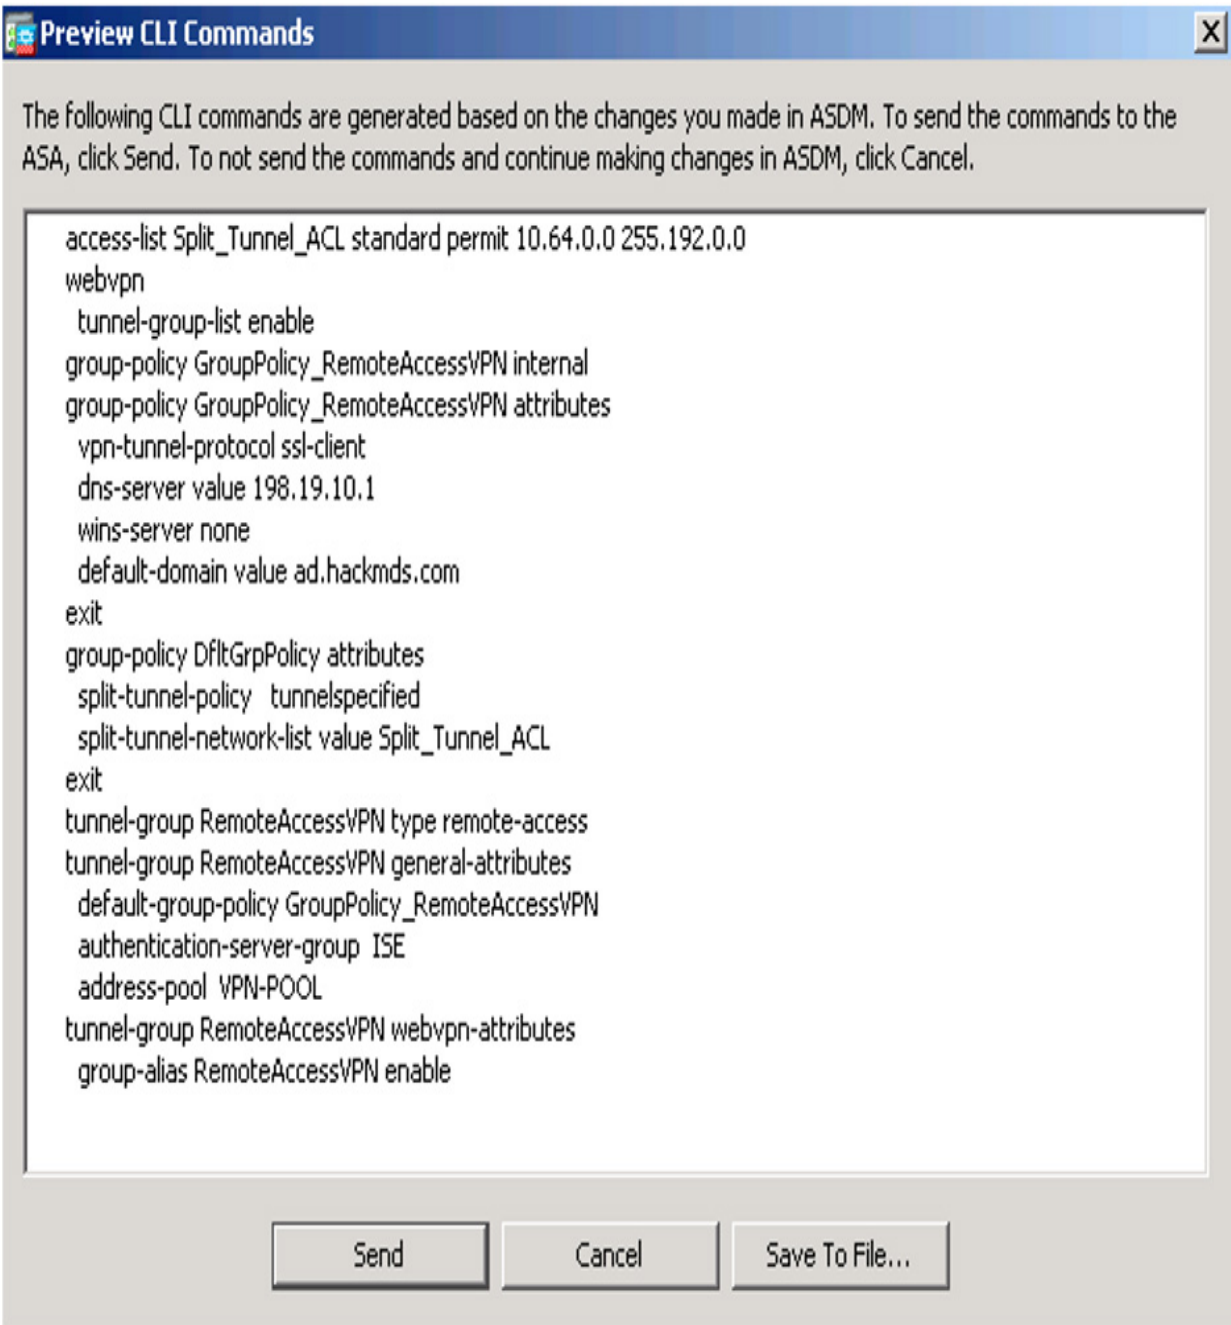 Preview CLI Commands
X
The following CLI commands are generated based on the changes you made in ASDM. To send the commands to the
ASA, click Send. To not send the commands and continue making changes in ASDM, click Cancel.
access-list Split_Tunnel_ACL standard permit 10.64.0.0 255.192.0.0
webvpn
tunnel-group-list enable
group-policy GroupPolicy_RemoteAccessVPN internal
group-policy GroupPolicy_RemoteAccessVPN attributes
vpn-tunnel-protocol ssl-client
dns-server value 198.19.10.1
wins-server none
default-domain value ad.hackmds.com
exit
group-policy DfltGrpPolicy attributes
split-tunnel-policy tunnelspecified
split-tunnel-network-list value Split_Tunnel_ACL
exit
tunnel-group RemoteAccessVPN type remote-access
tunnel-group RemoteAccessVPN general-attributes
default-group-policy GroupPolicy_RemoteAccessVPN
authentication-server-group ISE
address-pool VPN-POOL
tunnel-group RemoteAccessVPN webvpn-attributes
group-alias RemoteAccessVPN enable
Send Cancel Save To File...